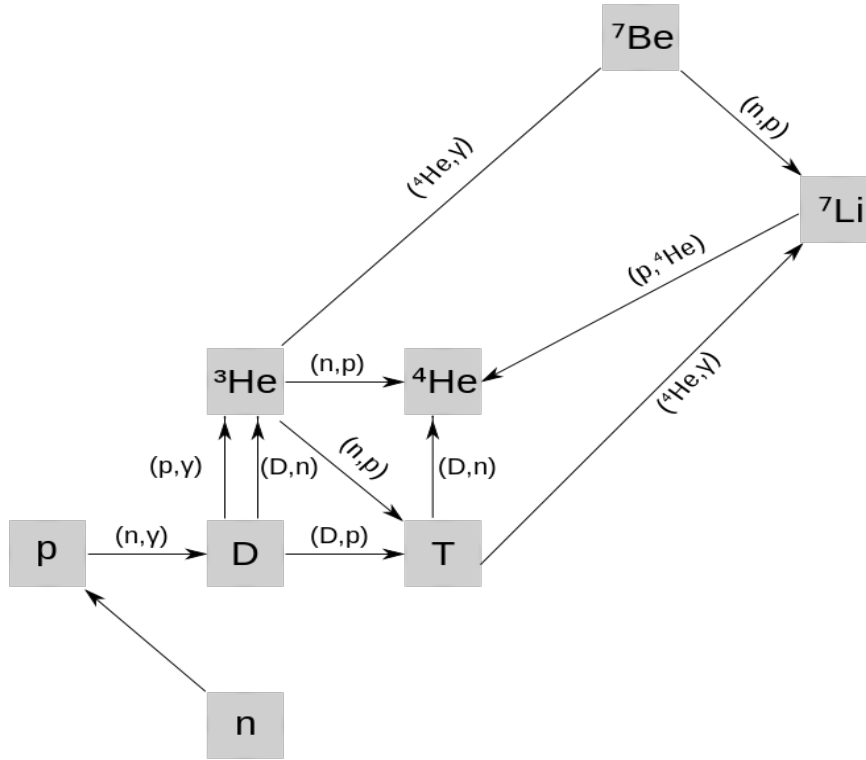 ⁷Be
(n,p)
(⁴He,γ)
⁷Li
(p,⁴He)
³He
(n,p)
⁴He
(⁴He,γ)
(p,γ)
(D,n)
(n,p)
(D,n)
p
(n,γ)
D
(D,p)
T
n